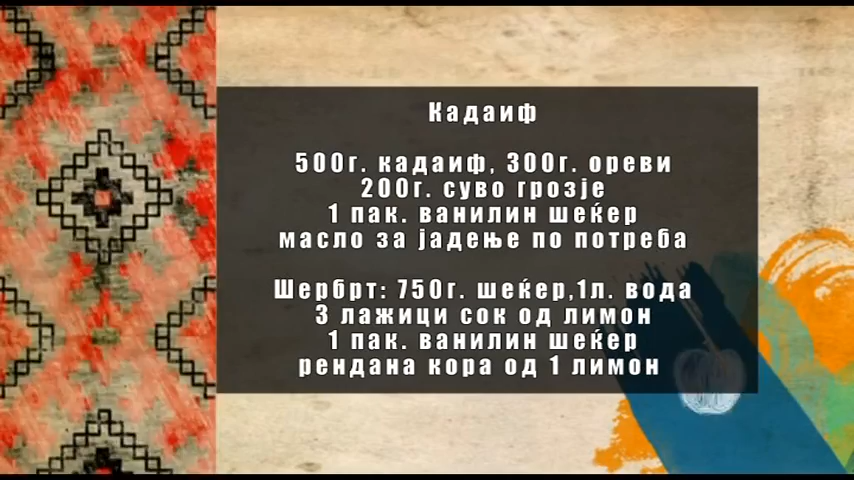 Кадаиф
500г. кадаиф, 300г. ореви
200г. суво грозје
1 пак. ванилин шеќер
масло за јадење по потреба
Шербрт: 750г. шеќер,1л. вода
3 лажици сок од лимон
1 пак. ванилин шеќер
рендана кора од 1 лимон